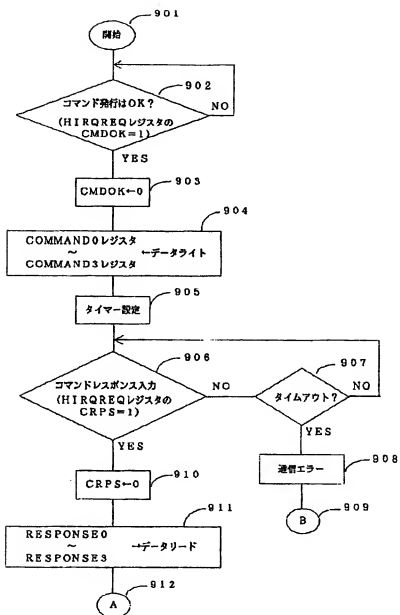 901
開始
902
コマンド発行はOK?
(HIRQREQレジスタの
CMDOK=1)
NO
YES
903
CMDOK←0
904
COMMAND0レジスタ
~ ←データライト
COMMAND3レジスタ
905
タイマー設定
906
コマンドレスポンス入力
(HIRQREQレジスタの
CRPS=1)
NO
907
タイムアウト?
NO
YES
YES
908
通信エラー
910
CRPS←0
B
909
911
RESPONSE0
~ →データリード
RESPONSE3
912
A